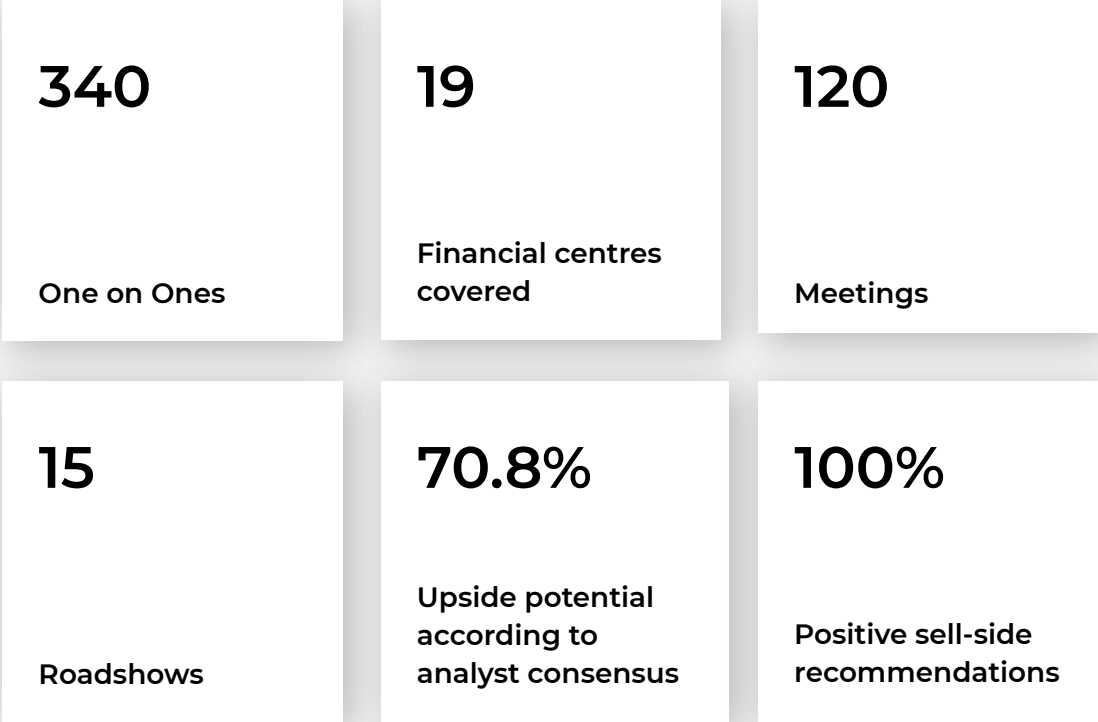 340
One on Ones
19
Financial centres
covered
120
Meetings
15
Roadshows
70.8%
Upside potential
according to
analyst consensus
100%
Positive sell-side
recommendations